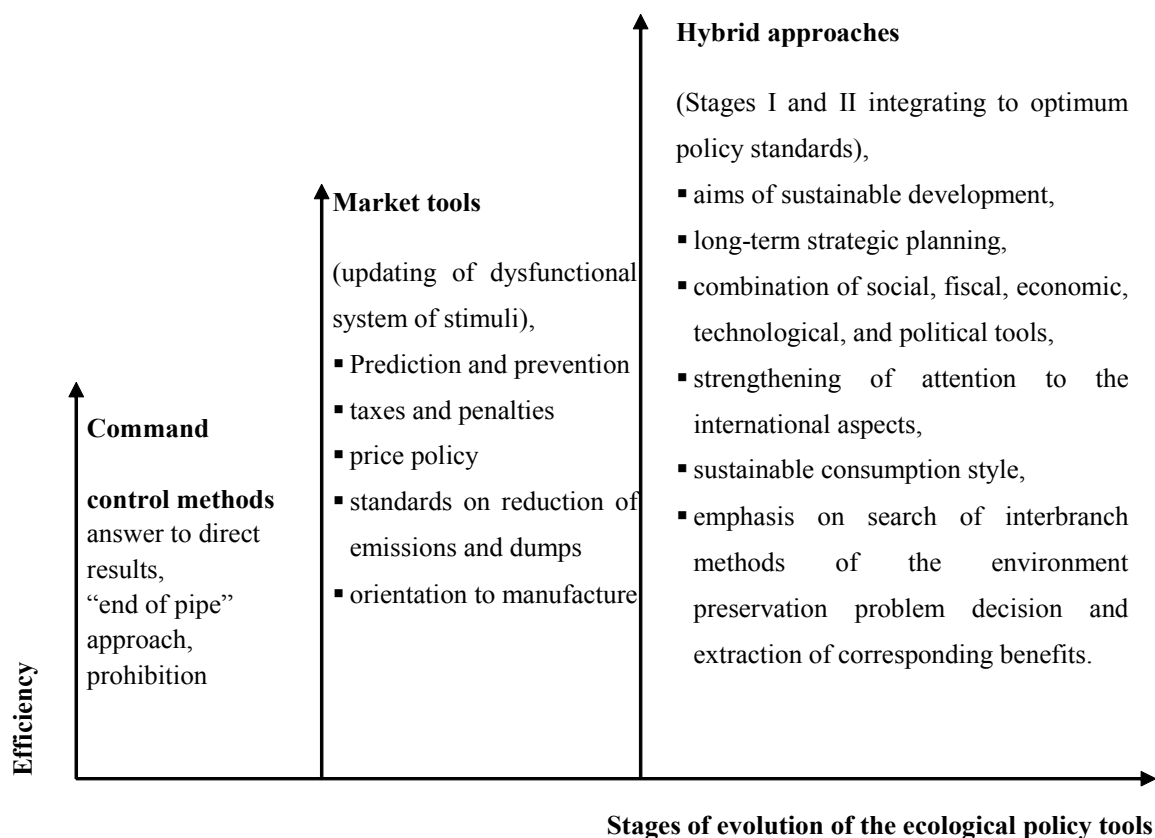 Hybrid approaches
(Stages I and II integrating to optimum
policy standards),
▪ aims of sustainable development,
▪ long-term strategic planning,
▪ combination of social, fiscal, economic,
technological, and political tools,
▪ strengthening of attention to the
international aspects,
▪ sustainable consumption style,
▪ emphasis on search of interbranch
methods of the environment
preservation problem decision and
extraction of corresponding benefits.
Market tools
(updating of dysfunctional
system of stimuli),
▪ Prediction and prevention
▪ taxes and penalties
▪ price policy
▪ standards on reduction of
emissions and dumps
▪ orientation to manufacture
Command
control methods
answer to direct
results,
“end of pipe”
approach,
prohibition
Efficiency
Stages of evolution of the ecological policy tools